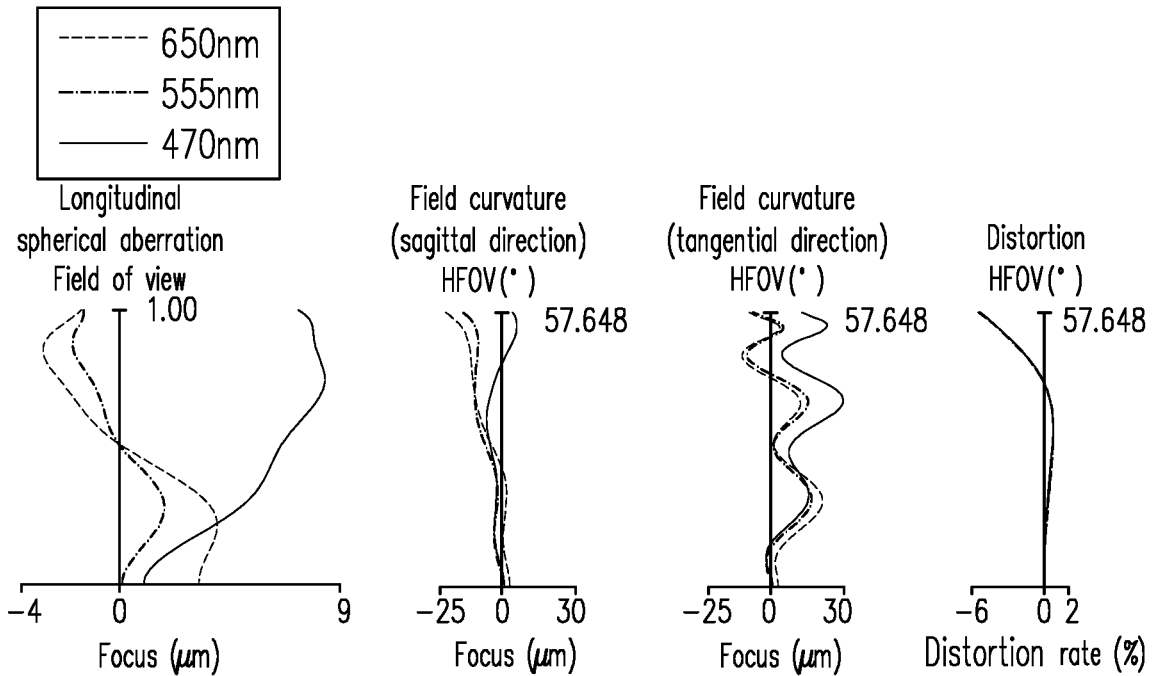 650nm
555nm
470nm
Longitudinal
spherical aberration
Field of view
1.00
-4
0
9
Focus (μm)
Field curvature
(sagittal direction)
HFOV(°)
57.648
-25
0
30
Focus (μm)
Field curvature
(tangential direction)
HFOV(°)
57.648
-25
0
30
Focus (μm)
Distortion
HFOV(°)
57.648
-6
0
2
Distortion rate (%)